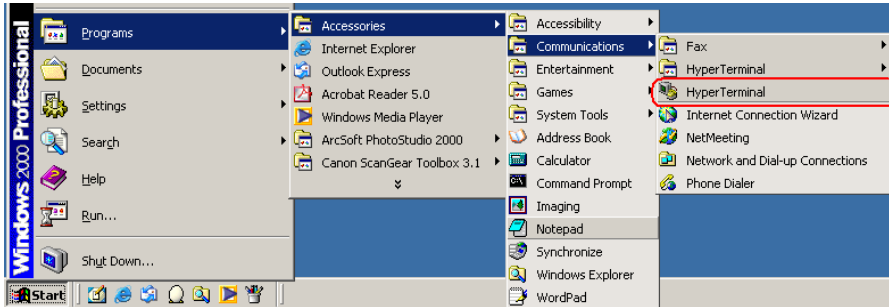 Windows 2000 Professional
Programs
Documents
Settings
Search
Help
Run...
Shut Down...
Start
Accessories
Internet Explorer
Outlook Express
Acrobat Reader 5.0
Windows Media Player
ArcSoft PhotoStudio 2000
Canon ScanGear Toolbox 3.1
Accessibility
Communications
Entertainment
Games
System Tools
Address Book
Calculator
Command Prompt
Imaging
Notepad
Synchronize
Windows Explorer
WordPad
Fax
HyperTerminal
HyperTerminal
Internet Connection Wizard
NetMeeting
Network and Dial-up Connections
Phone Dialer